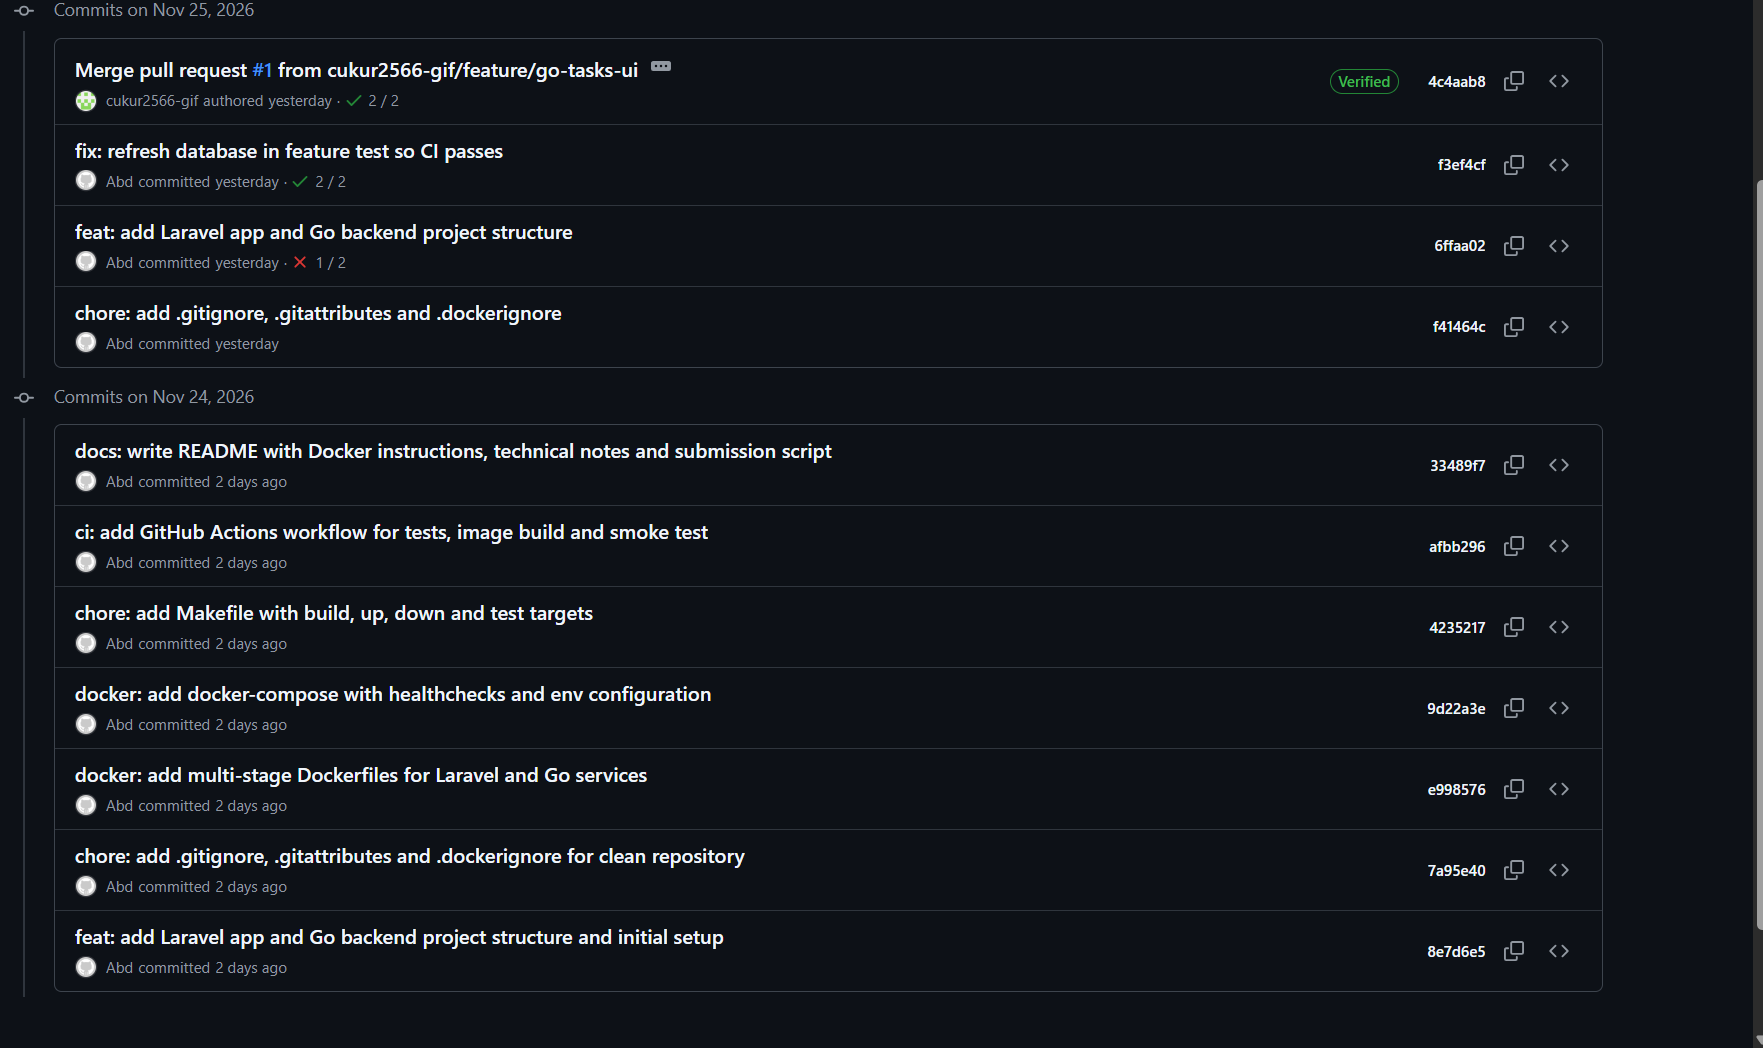 Commits on Nov 25, 2026
Merge pull request #1 from cukur2566-gif/feature/go-tasks-ui
cukur2566-gif authored yesterday · 2 / 2
Verified
4c4aab8
fix: refresh database in feature test so CI passes
Abd committed yesterday · 2 / 2
f3ef4cf
feat: add Laravel app and Go backend project structure
Abd committed yesterday · 1 / 2
6ffaa02
chore: add .gitignore, .gitattributes and .dockerignore
Abd committed yesterday
f41464c
Commits on Nov 24, 2026
docs: write README with Docker instructions, technical notes and submission script
Abd committed 2 days ago
33489f7
ci: add GitHub Actions workflow for tests, image build and smoke test
Abd committed 2 days ago
afbb296
chore: add Makefile with build, up, down and test targets
Abd committed 2 days ago
4235217
docker: add docker-compose with healthchecks and env configuration
Abd committed 2 days ago
9d22a3e
docker: add multi-stage Dockerfiles for Laravel and Go services
Abd committed 2 days ago
e998576
chore: add .gitignore, .gitattributes and .dockerignore for clean repository
Abd committed 2 days ago
7a95e40
feat: add Laravel app and Go backend project structure and initial setup
Abd committed 2 days ago
8e7d6e5